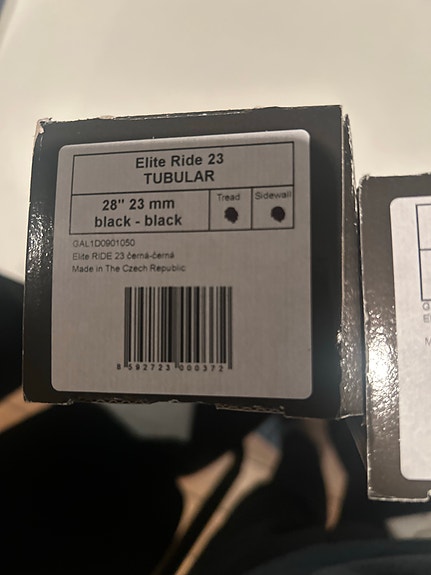 Elite Ride 23
TUBULAR
28" 23 mm
black - black
Tread
Sidewall
GAL1D0901050
Elite RIDE 23 černá-černá
Made in The Czech Republic
8 592723 000372